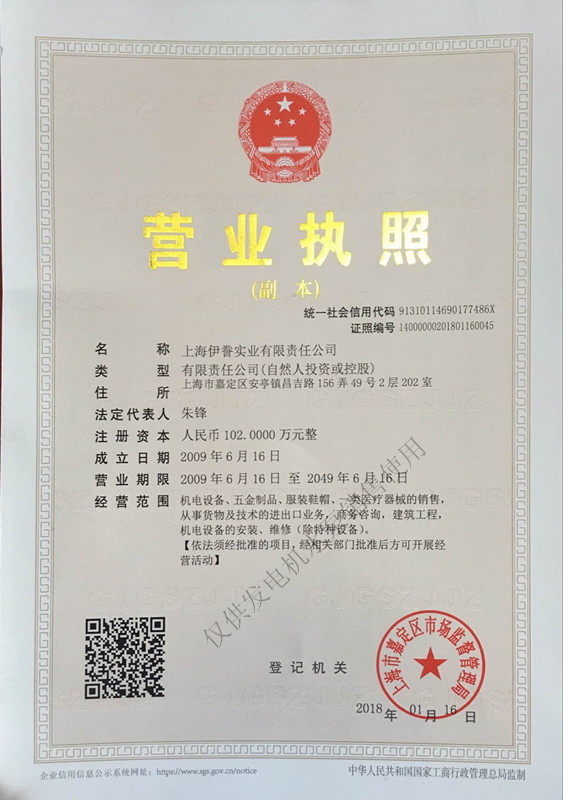 营业执照
(副 本)
统一社会信用代码 91310114690177486X
证照编号 14000000201801160045
名 称 上海伊誉实业有限责任公司
类 型 有限责任公司(自然人投资或控股)
住 所 上海市嘉定区安亭镇昌吉路156弄49号2层202室
法定代表人 朱锋
注册资本 人民币102.0000万元整
成立日期 2009年6月16日
营业期限 2009年6月16日 至 2049年6月16日
经营范围 机电设备、五金制品、服装鞋帽、一类医疗器械的销售,
从事货物及技术的进出口业务,商务咨询,建筑工程,
机电设备的安装、维修(除特种设备)。
【依法须经批准的项目,经相关部门批准后方可开展经
营活动】
登记机关
上海市嘉定区市场监督管理局
2018年 01月 16日
企业信用信息公示系统网址: https://www.sgs.gov.cn/notice
中华人民共和国国家工商行政管理总局监制